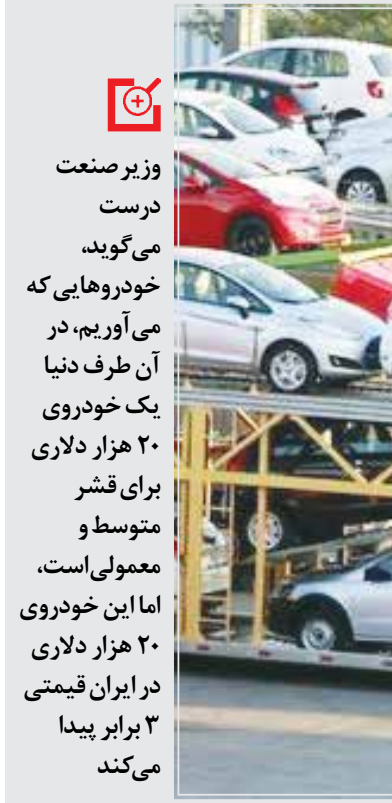 وزیر صنعت
درست
می‌گوید،
خودروهایی که
می‌آوریم، در
آن طرف دنیا
یک خودروی
۲۰ هزار دلاری
برای قشر
متوسط و
معمولی است،
اما این خودروی
۲۰ هزار دلاری
در ایران قیمتی
۳ برابر پیدا
می‌کند